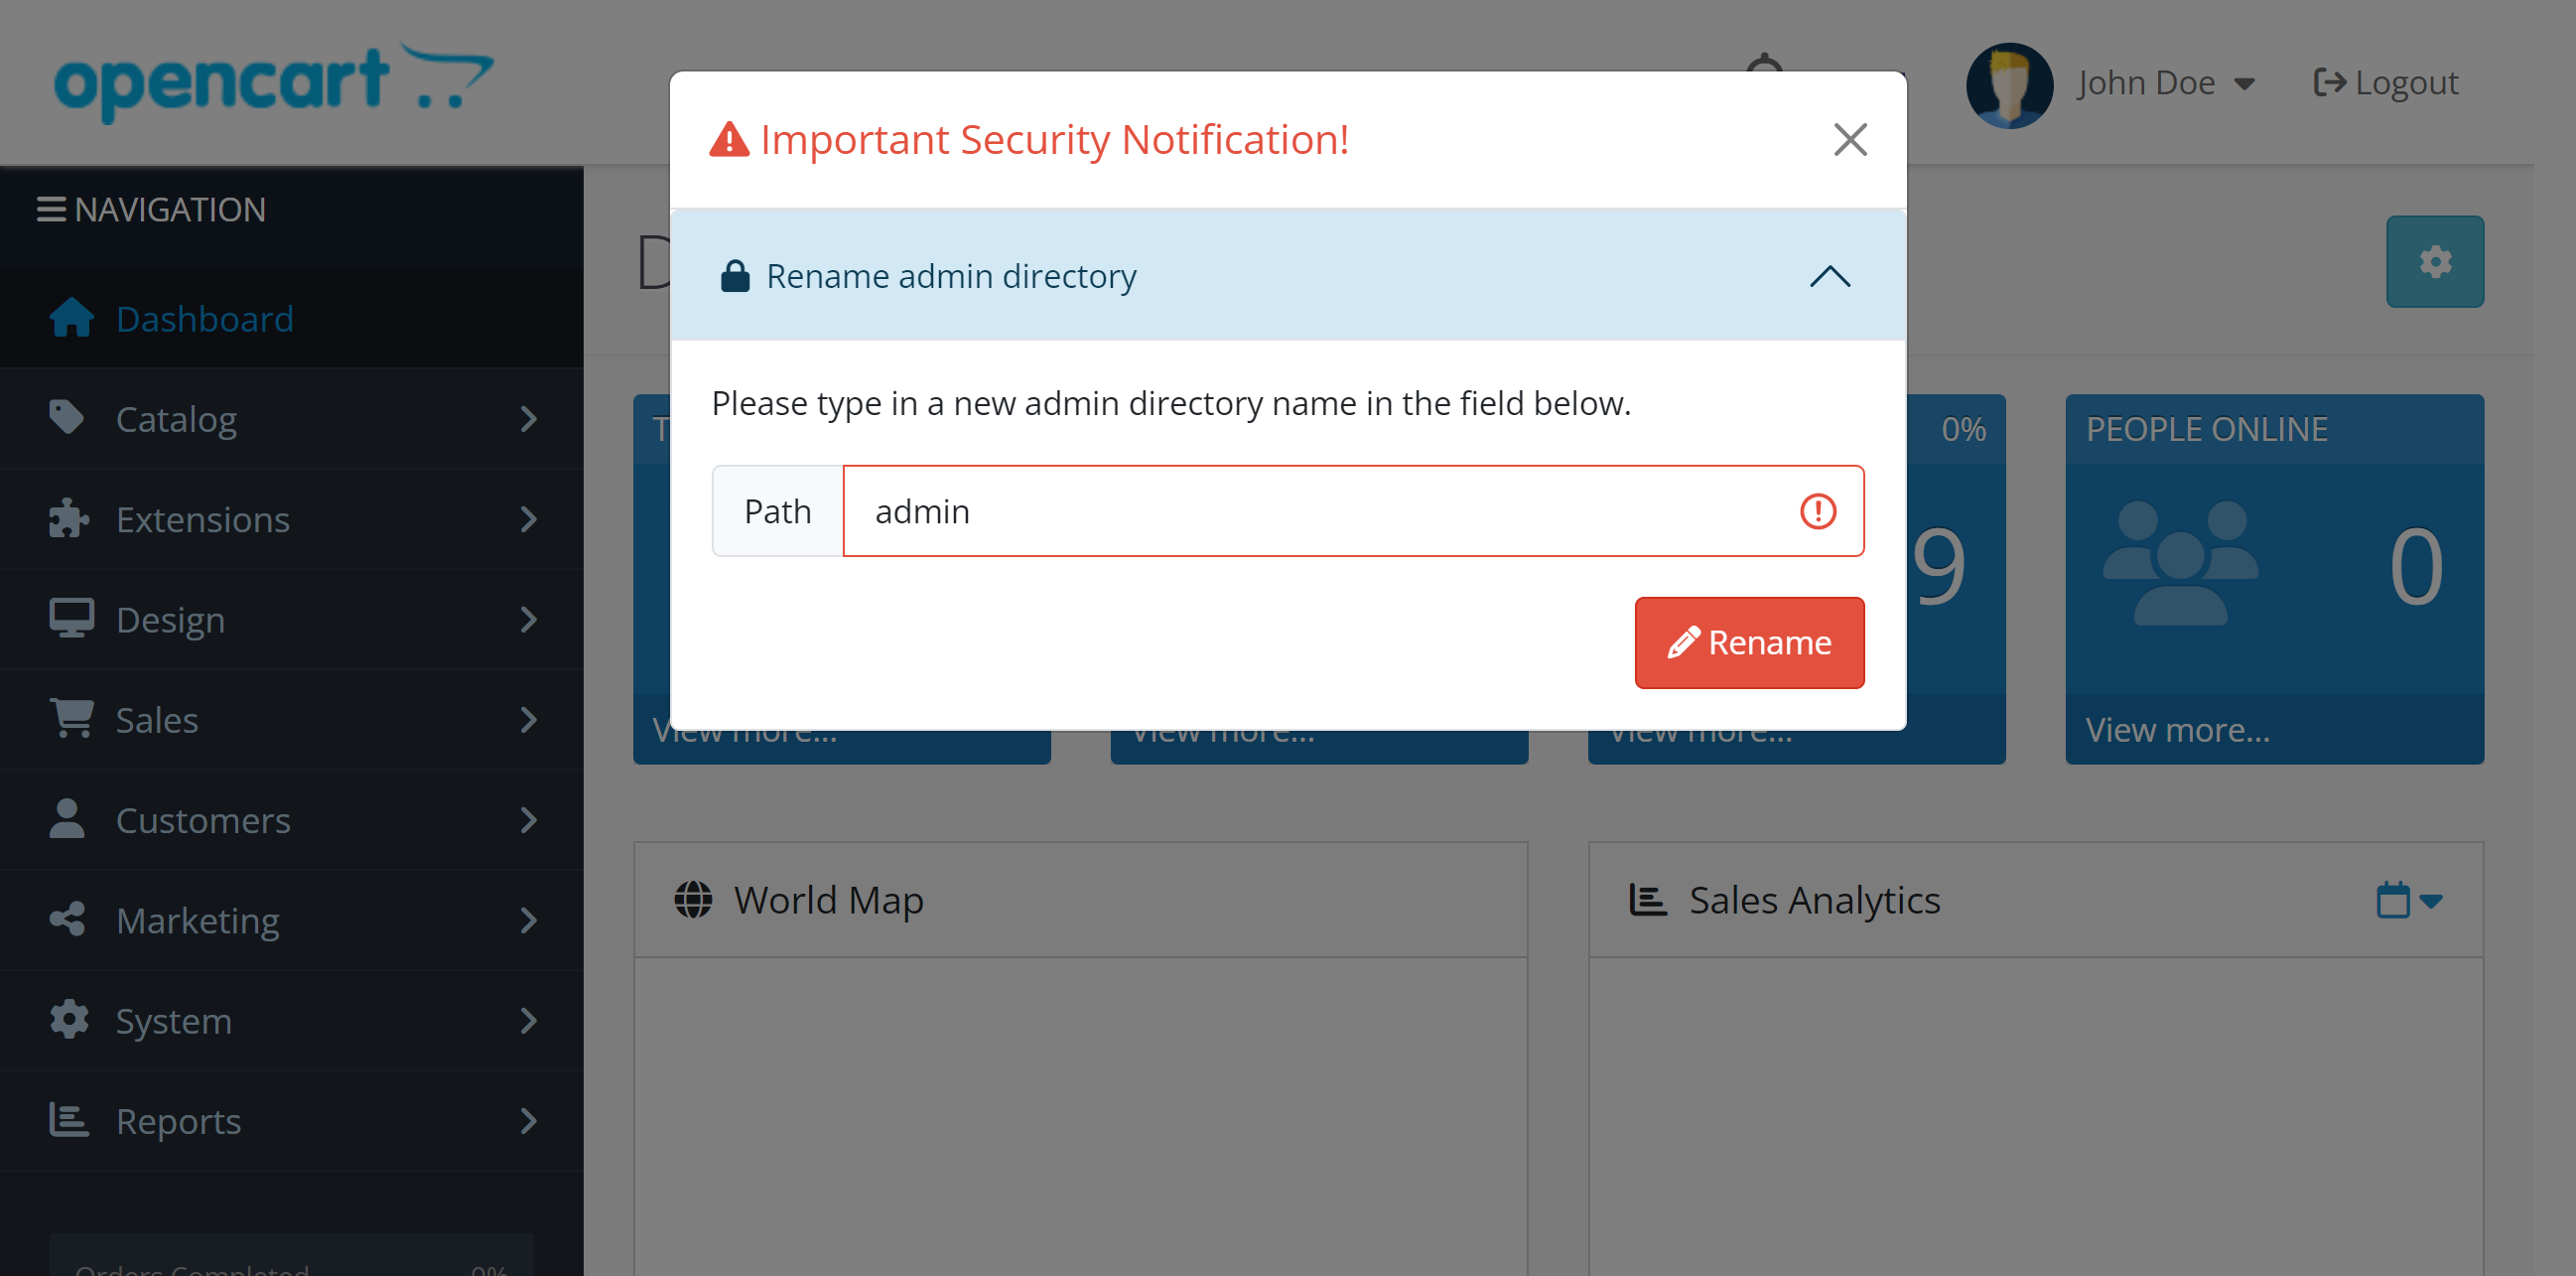 opencart
John Doe
Logout
Important Security Notification!
NAVIGATION
Rename admin directory
Dashboard
Catalog
Extensions
Design
Sales
Customers
Marketing
System
Reports
Orders Completed 0%
Please type in a new admin directory name in the field below.
Path admin
Rename
0%
9
PEOPLE ONLINE
0
View more...
View more...
View more...
View more...
World Map
Sales Analytics